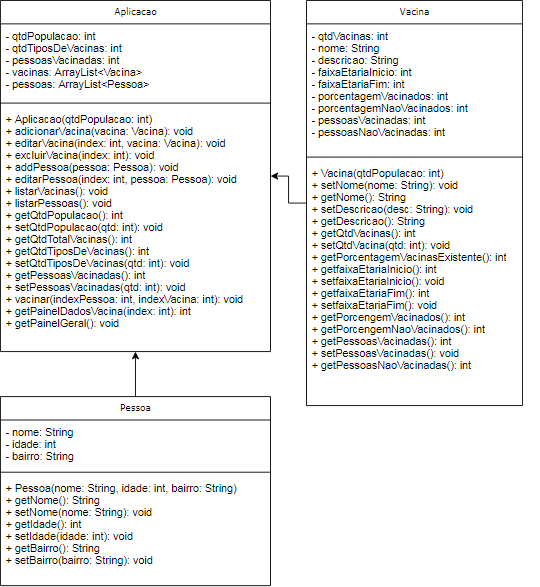 Aplicacao
- qtdPopulacao: int
- qtdTiposDeVacinas: int
- pessoasVacinadas: int
- vacinas: ArrayList<Vacina>
- pessoas: ArrayList<Pessoa>
+ Aplicacao(qtdPopulacao: int)
+ adicionarVacina(vacina: Vacina): void
+ editarVacina(index: int, vacina: Vacina): void
+ excluirVacina(index: int): void
+ addPessoa(pessoa: Pessoa): void
+ editarPessoa(index: int, pessoa: Pessoa): void
+ listarVacinas(): void
+ listarPessoas(): void
+ getQtdPopulacao(): int
+ setQtdPopulacao(qtd: int): void
+ getQtdTotalVacinas(): int
+ getQtdTiposDeVacinas(): int
+ setQtdTiposDeVacinas(qtd: int): void
+ getPessoasVacinadas(): int
+ setPessoasVacinadas(qtd: int): void
+ vacinar(indexPessoa: int, indexVacina: int): void
+ getPainelDadosVacina(index: int): int
+ getPainelGeral(): void
Vacina
- qtdVacinas: int
- nome: String
- descricao: String
- faixaEtariaInicio: int
- faixaEtariaFim: int
- porcentagemVacinados: int
- porcentagemNaoVacinados: int
- pessoasVacinadas: int
- pessoasNaoVacinadas: int
+ Vacina(qtdPopulacao: int)
+ setNome(nome: String): void
+ getNome(): String
+ setDescricao(desc: String): void
+ getDescricao(): String
+ getQtdVacinas(): int
+ setQtdVacina(qtd: int): void
+ getPorcentagemVacinasExistente(): int
+ getfaixaEtariaInicio(): int
+ setfaixaEtariaInicio(): void
+ getfaixaEtariaFim(): int
+ setfaixaEtariaFim(): void
+ getPorcengemVacinados(): int
+ getPorcengemNaoVacinados(): int
+ getPessoasVacinadas(): int
+ setPessoasVacinadas(): void
+ getPessoasNaoVacinadas(): int
Pessoa
- nome: String
- idade: int
- bairro: String
+ Pessoa(nome: String, idade: int, bairro: String)
+ getNome(): String
+ setNome(nome: String): void
+ getIdade(): int
+ setIdade(idade: int): void
+ getBairro(): String
+ setBairro(bairro: String): void